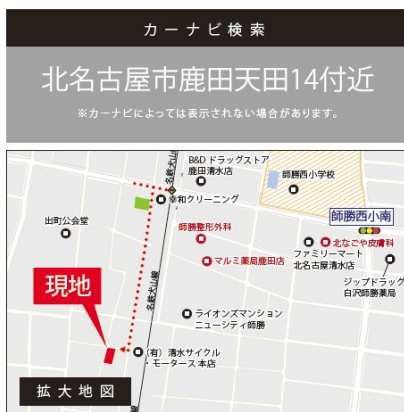 カーナビ検索
北名古屋市鹿田天田14付近
※カーナビによっては表示されない場合があります。
B&D ドラッグストア
鹿田清水店
名鉄犬山線
師勝西小学校
幸和クリーニング
出町公会堂
師勝整形外科
師勝西小南
北なごや皮膚科
マルミ薬局鹿田店
ファミリーマート
北名古屋清水店
ジップドラッグ
白沢師勝薬局
現地
名鉄犬山線
ライオンズマンション
ニューシティ師勝
(有)清水サイクル
・モータース 本店
拡大地図